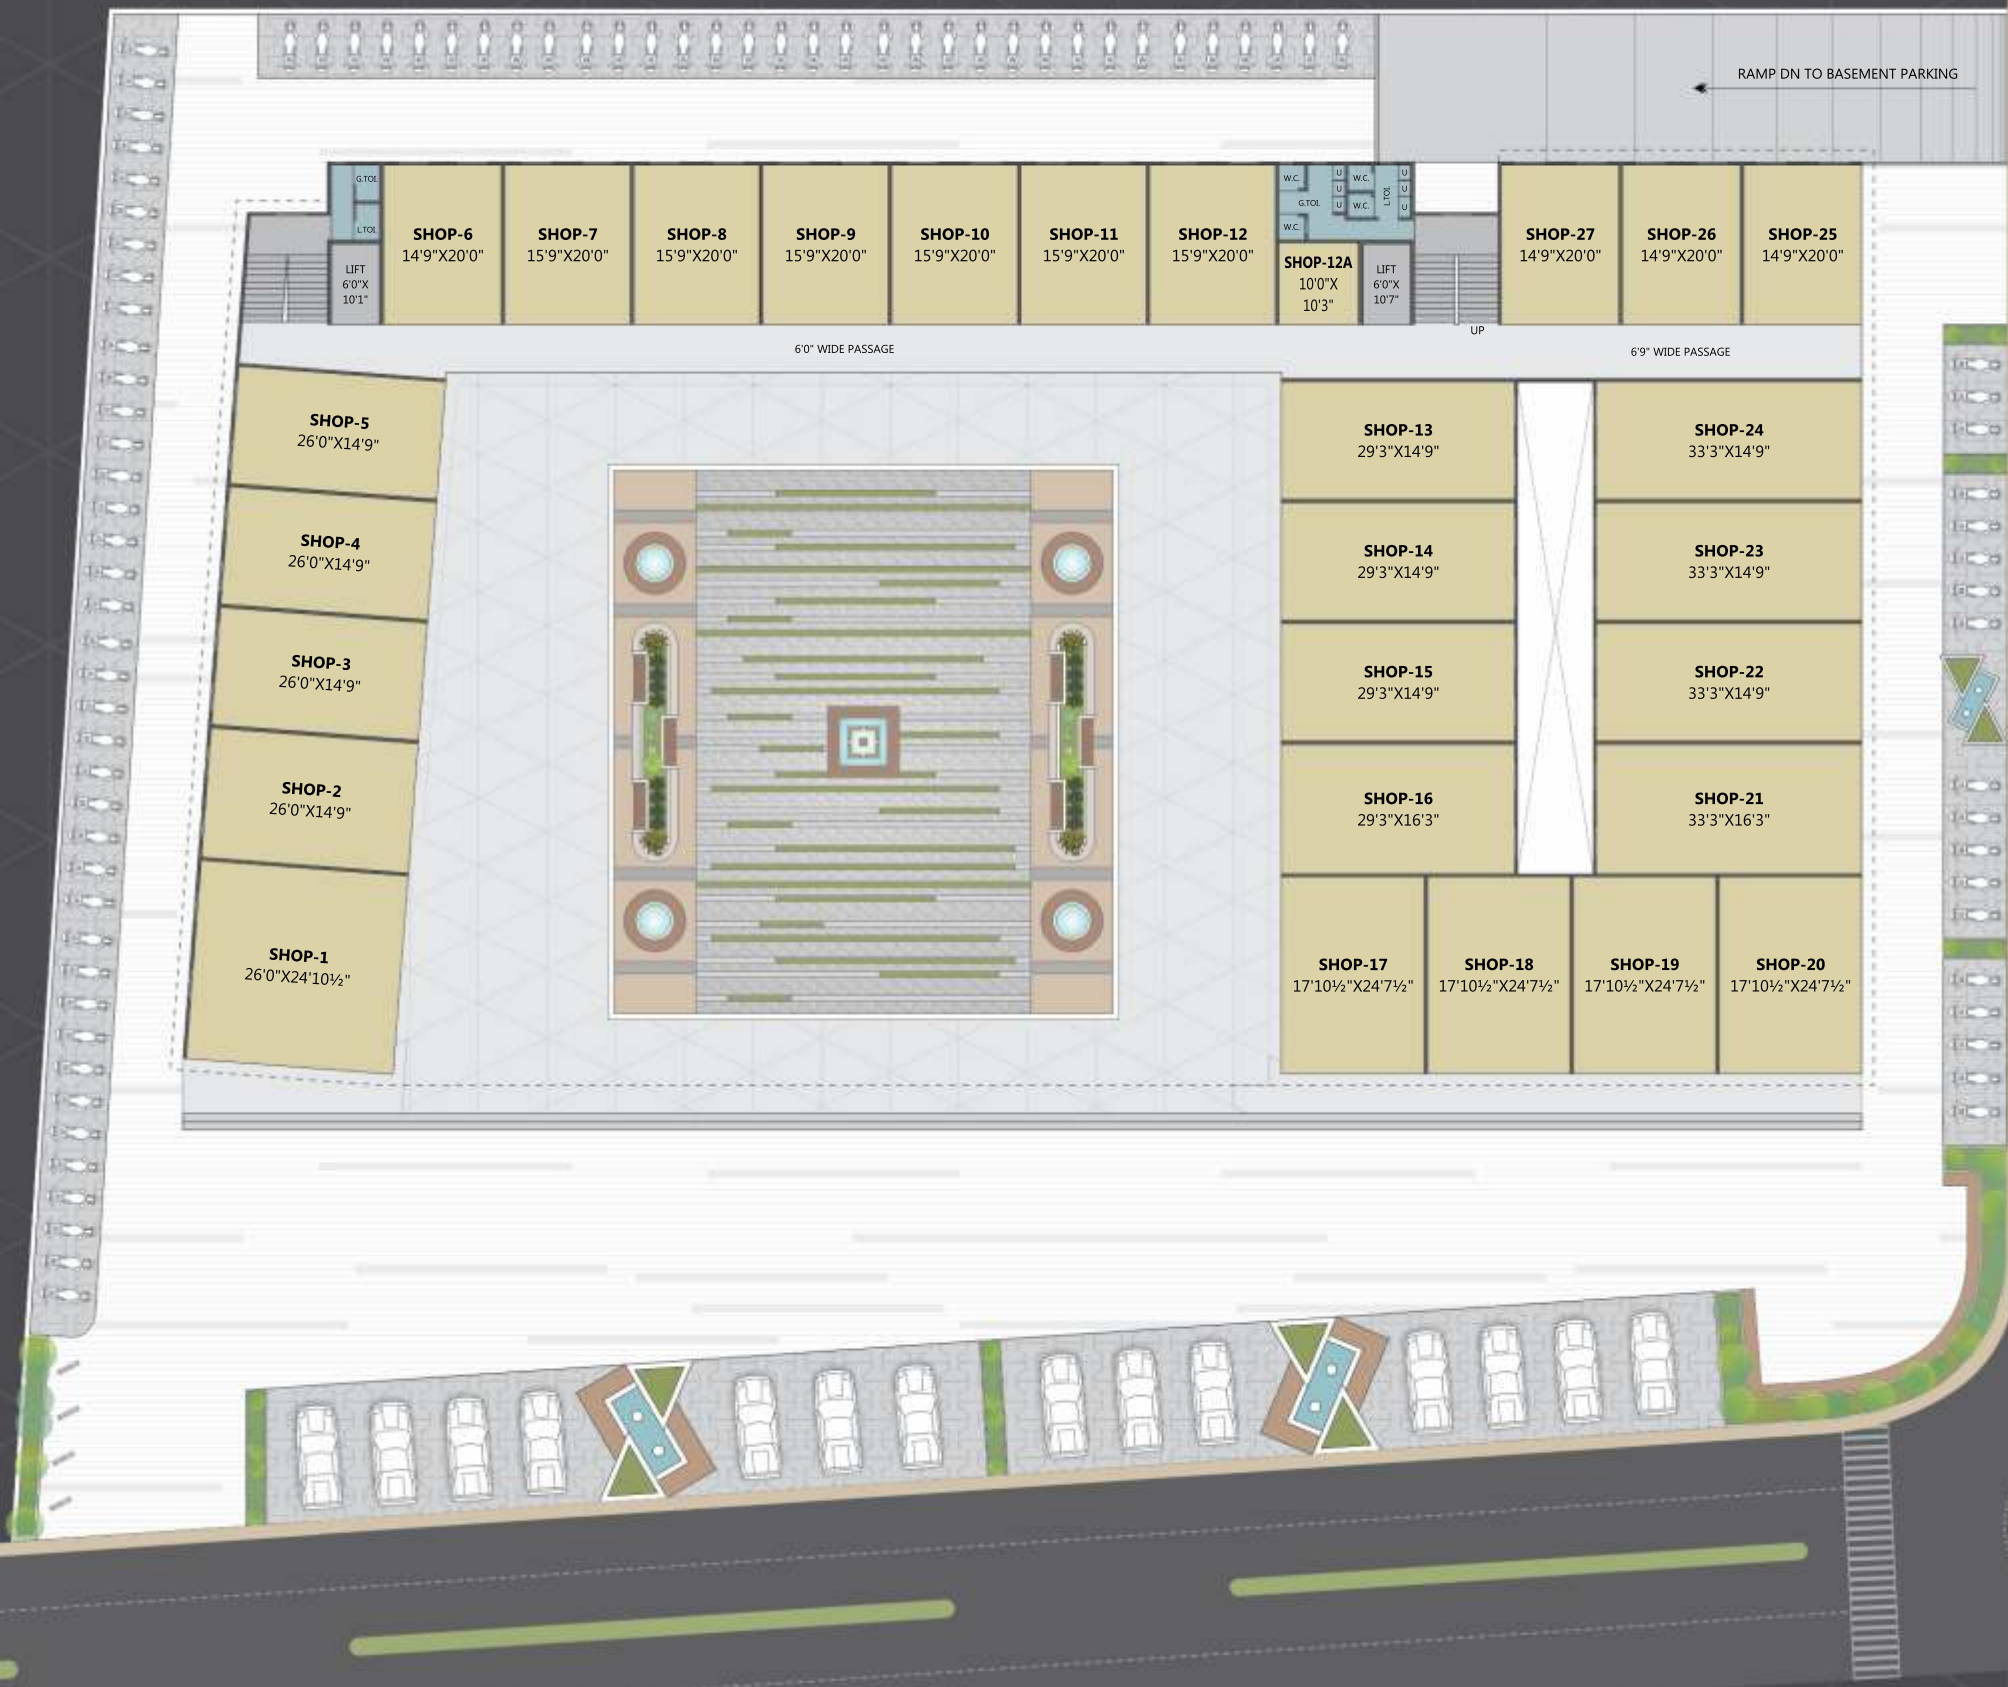 RAMP DN TO BASEMENT PARKING
G.TOI.
L.TOI.
LIFT
6'0"X
10'1"
SHOP-6
14'9"X20'0"
SHOP-7
15'9"X20'0"
SHOP-8
15'9"X20'0"
SHOP-9
15'9"X20'0"
SHOP-10
15'9"X20'0"
SHOP-11
15'9"X20'0"
SHOP-12
15'9"X20'0"
W.C.
G.TOI.
W.C.
U
U
U
W.C.
W.C.
L.TOI.
U
U
U
SHOP-12A
10'0"X
10'3"
LIFT
6'0"X
10'7"
UP
SHOP-27
14'9"X20'0"
SHOP-26
14'9"X20'0"
SHOP-25
14'9"X20'0"
6'0" WIDE PASSAGE
6'9" WIDE PASSAGE
SHOP-5
26'0"X14'9"
SHOP-4
26'0"X14'9"
SHOP-3
26'0"X14'9"
SHOP-2
26'0"X14'9"
SHOP-1
26'0"X24'10½"
SHOP-13
29'3"X14'9"
SHOP-24
33'3"X14'9"
SHOP-14
29'3"X14'9"
SHOP-23
33'3"X14'9"
SHOP-15
29'3"X14'9"
SHOP-22
33'3"X14'9"
SHOP-16
29'3"X16'3"
SHOP-21
33'3"X16'3"
SHOP-17
17'10½"X24'7½"
SHOP-18
17'10½"X24'7½"
SHOP-19
17'10½"X24'7½"
SHOP-20
17'10½"X24'7½"